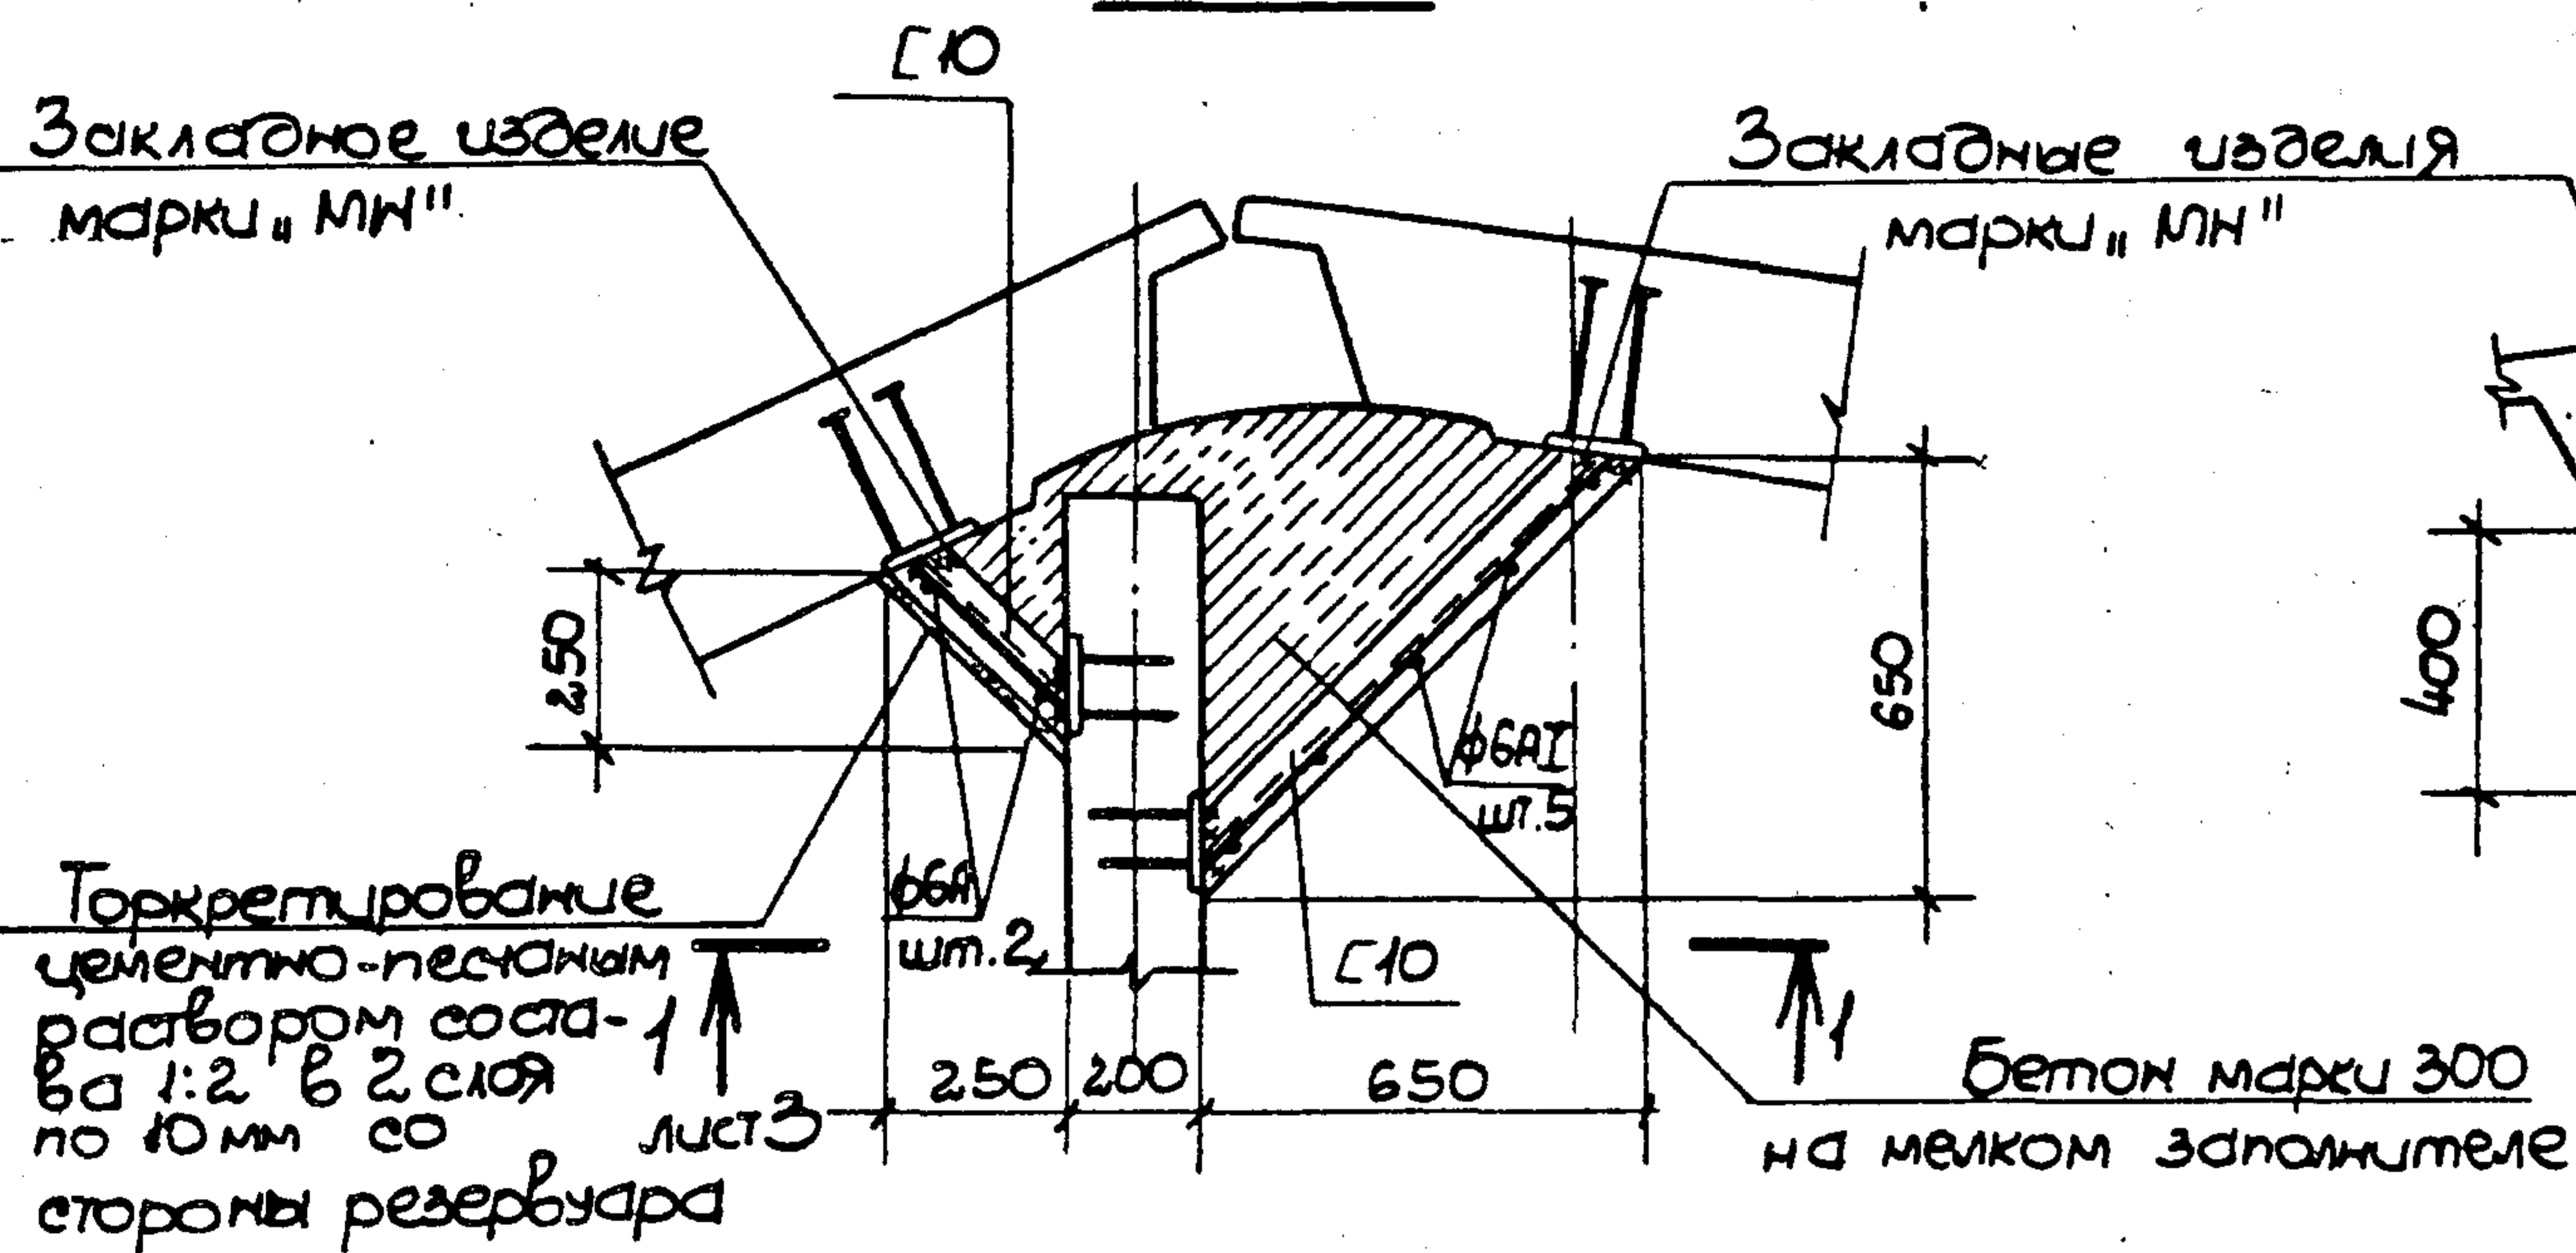 [10
Закладное изделие
марки „МН"
Закладные изделия
марки „МН"
250
650
400
ϕ6АI
шт.5
ϕ6А
шт.2
[10
Торкретирование
цементно-песчаным
раствором соста-
ва 1:2 в 2 слоя
по 10 мм со
стороны резервуара
1
лист 3
250 200 650
1
Бетон марки 300
на мелком заполнителе